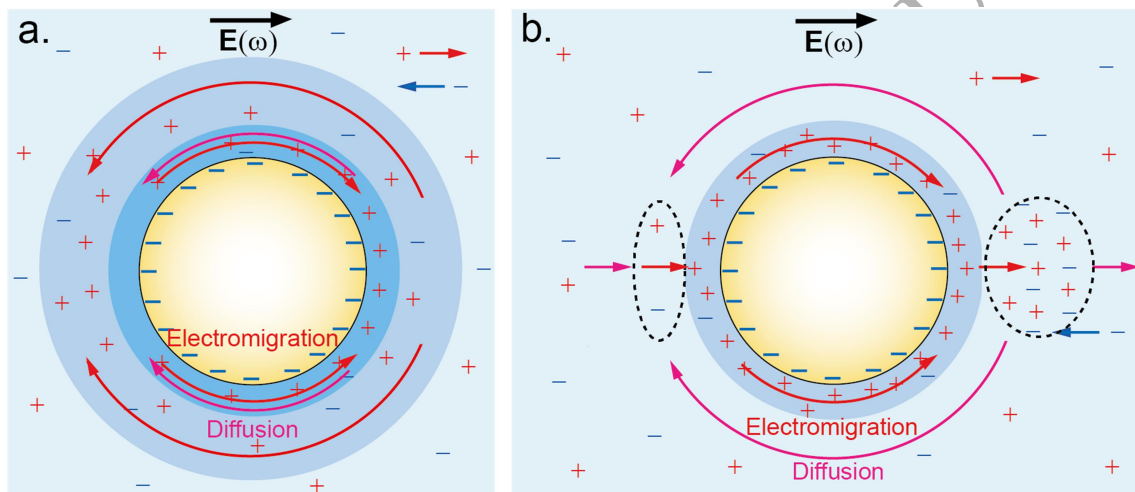 a.
E(ω)
Electromigration
Diffusion
b.
E(ω)
Electromigration
Diffusion